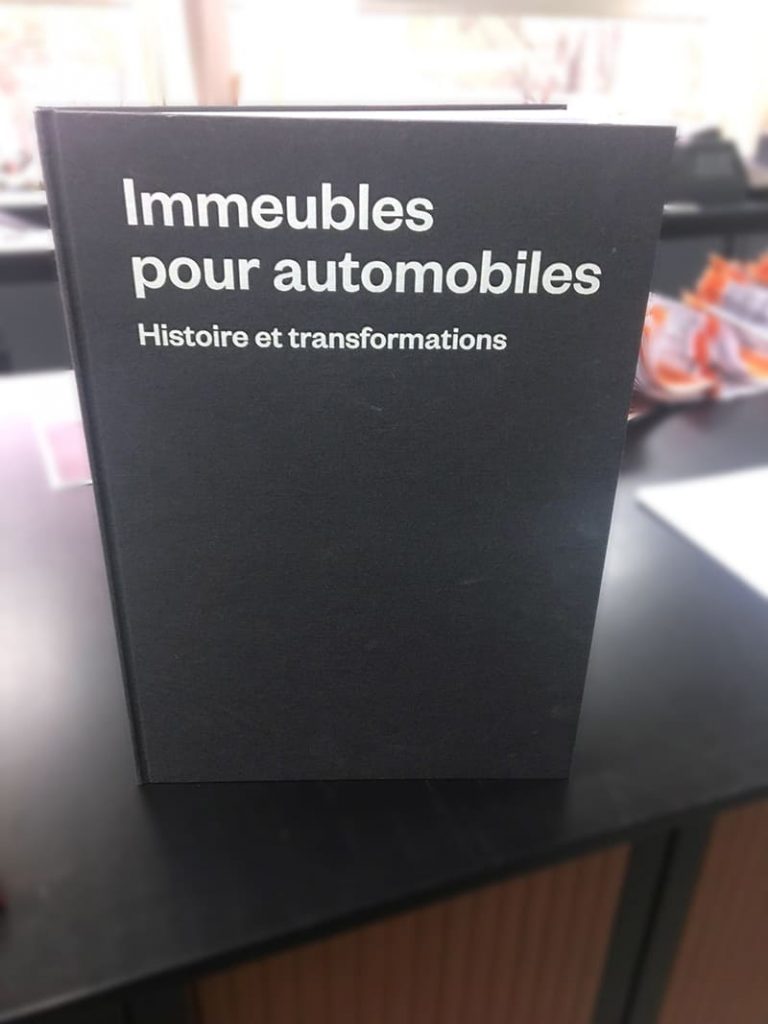 Immeubles
pour automobiles
Histoire et transformations